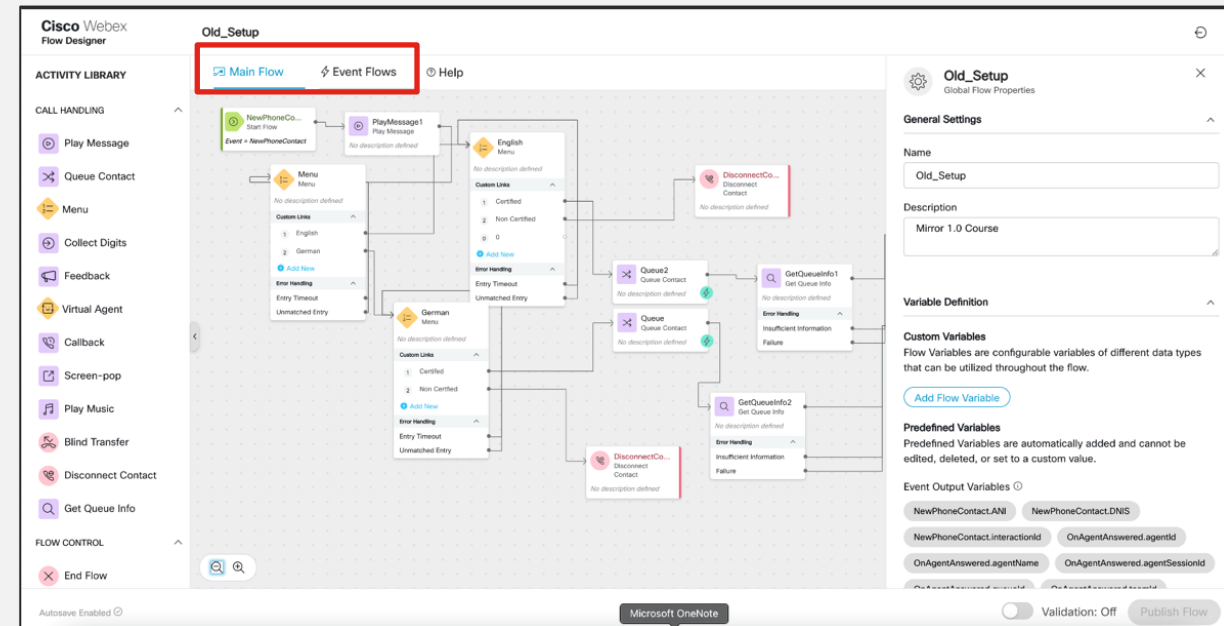 Cisco Webex
Flow Designer
Old_Setup
Main Flow
Event Flows
Help
ACTIVITY LIBRARY
CALL HANDLING
Play Message
Queue Contact
Menu
Collect Digits
Feedback
Virtual Agent
Callback
Screen-pop
Play Music
Blind Transfer
Disconnect Contact
Get Queue Info
FLOW CONTROL
End Flow
Autosave Enabled
NewPhoneCo...
Start Flow
Event = NewPhoneContact
PlayMessage1
Play Message
No description defined
Menu
Menu
No description defined
Custom Links
1 English
2 German
Add New
Error Handling
Entry Timeout
Unmatched Entry
English
Menu
No description defined
Custom Links
1 Certified
2 Non Certified
0 0
Add New
Error Handling
Entry Timeout
Unmatched Entry
German
Menu
No description defined
Custom Links
1 Certifed
2 Non Certfied
Add New
Error Handling
Entry Timeout
Unmatched Entry
DisconnectCo...
Disconnect
Contact
No description defined
Queue2
Queue Contact
No description defined
Queue
Queue Contact
No description defined
GetQueueInfo1
Get Queue Info
No description defined
Error Handling
Insufficient Information
Failure
GetQueueInfo2
Get Queue Info
No description defined
Error Handling
Insufficient Information
Failure
DisconnectCo...
Disconnect
Contact
No description defined
Old_Setup
Global Flow Properties
General Settings
Name
Old_Setup
Description
Mirror 1.0 Course
Variable Definition
Custom Variables
Flow Variables are configurable variables of different data types
that can be utilized throughout the flow.
Add Flow Variable
Predefined Variables
Predefined Variables are automatically added and cannot be
edited, deleted, or set to a custom value.
Event Output Variables
NewPhoneContact.ANI
NewPhoneContact.DNIS
NewPhoneContact.interactionId
OnAgentAnswered.agentId
OnAgentAnswered.agentName
OnAgentAnswered.agentSessionId
Microsoft OneNote
Validation: Off
Publish Flow